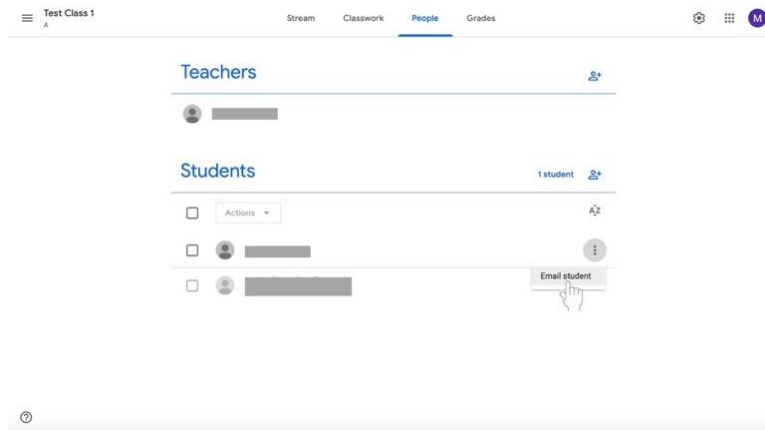 Test Class 1
A
Stream Classwork People Grades
M
Teachers
Students
1 student
Actions
AZ
Email student
?